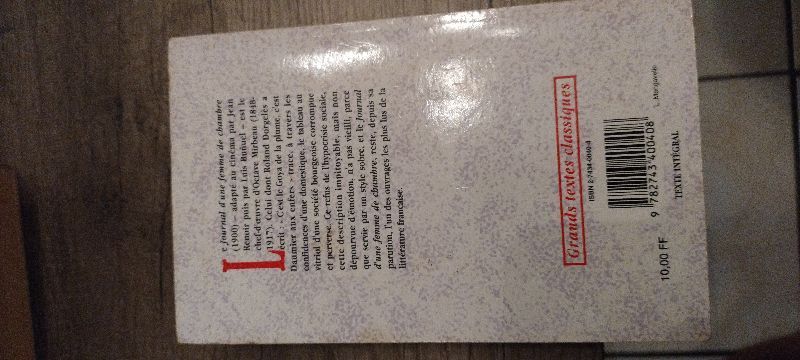 Le Journal d'une femme de chambre
(1900) – adapté au cinéma par Jean
Renoir puis par Luis Buñuel – est le
chef-d'œuvre d'Octave Mirbeau (1848-
1917). Celui dont Roland Dorgelès a
écrit : « C'est le Goya de la plume, c'est
Daumier aux enfers » trace, à travers les
confidences d'une domestique, le tableau au
vitriol d'une société bourgeoise corrompue
et perverse. Ce refus de l'hypocrisie sociale,
cette description impitoyable, mais non
dépourvue d'émotion, n'a pas vieilli, parce
que servie par un style sobre, et le Journal
d'une femme de chambre, reste, depuis sa
parution, l'un des ouvrages les plus lus de la
littérature française.
Grands textes classiques
ISBN 2-7434-0040-4
9 782743 400408
10,00 FF
TEXTE INTÉGRAL